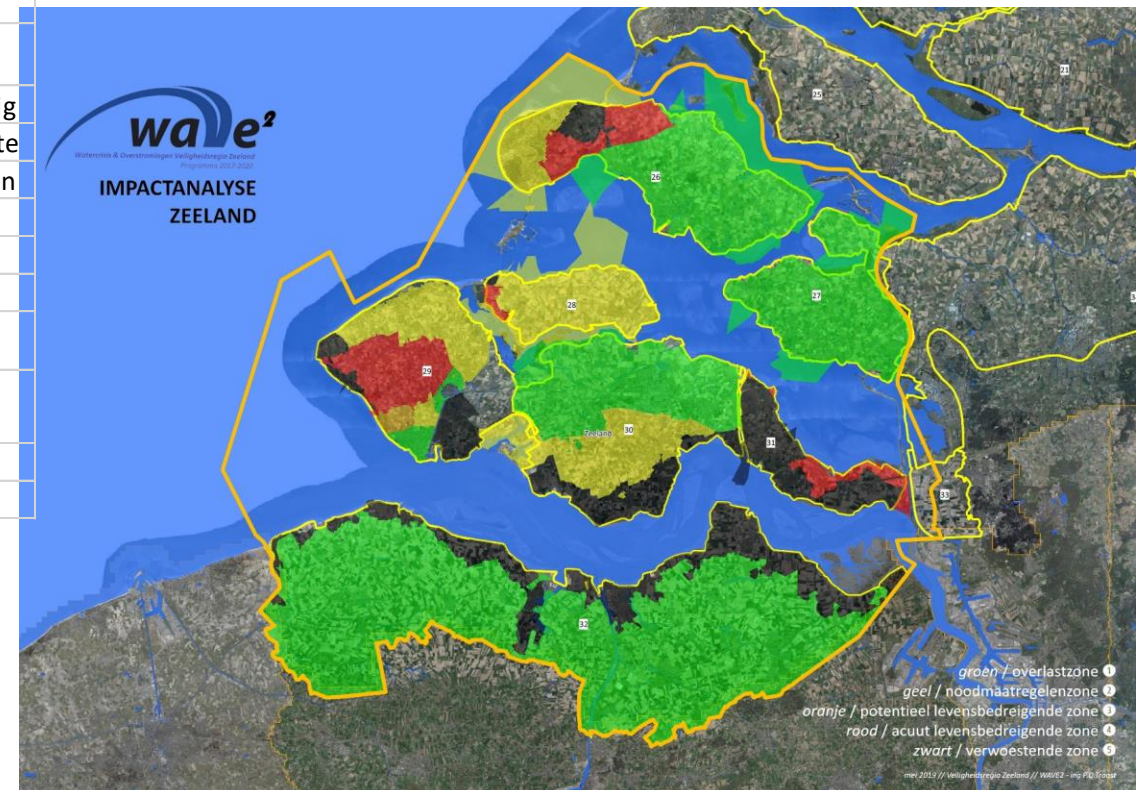 ig
te
n
wave²
Watercrisis & Overstromingen Veiligheidsregio Zeeland
Programma 2017-2020
IMPACTANALYSE
ZEELAND
21
25
26
27
28
29
30
Zeeland
31
33
32
groen / overlastzone 1
geel / noodmaatregelenzone 2
oranje / potentieel levensbedreigende zone 3
rood / acuut levensbedreigende zone 4
zwart / verwoestende zone 5
mei 2019 // Veiligheidsregio Zeeland // WAVE2 - ing P.Q.Troost